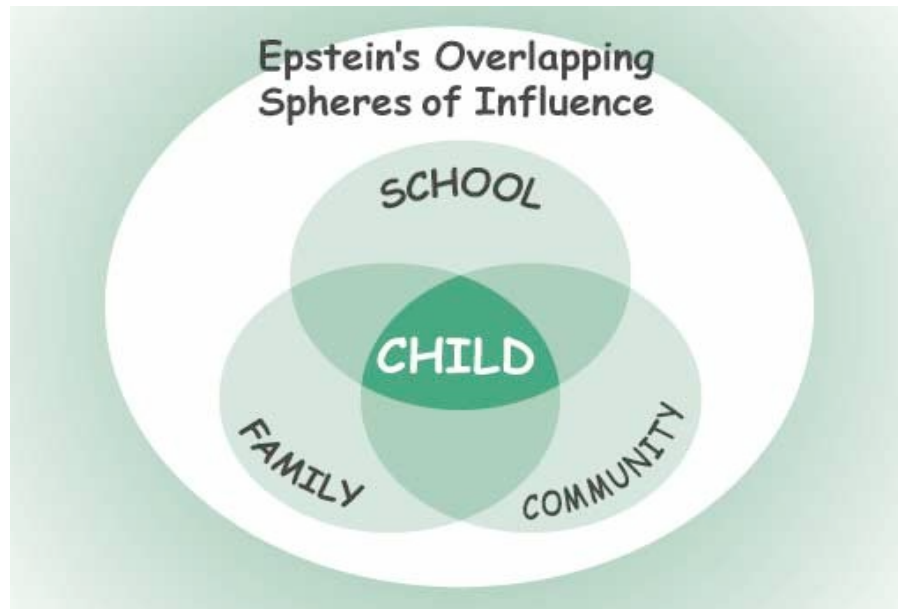 Epstein's Overlapping
Spheres of Influence
SCHOOL
CHILD
FAMILY
COMMUNITY